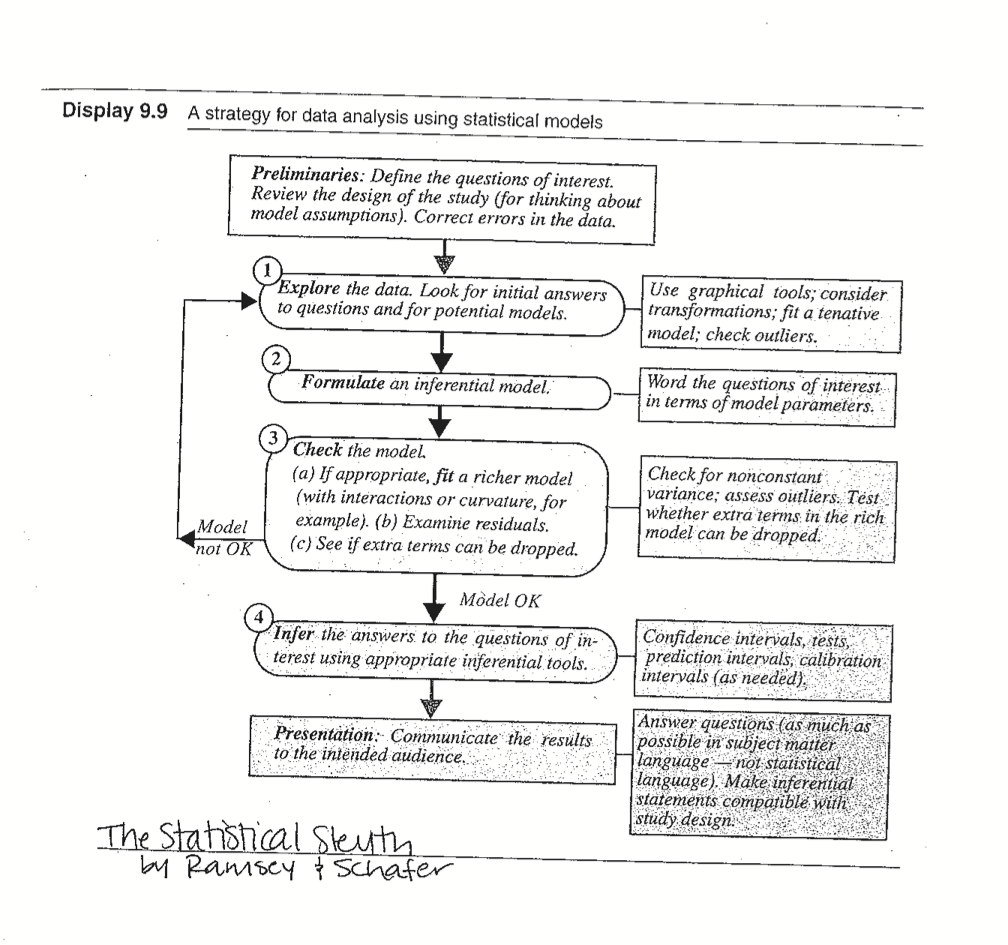 Display 9.9 A strategy for data analysis using statistical models
Preliminaries: Define the questions of interest.
Review the design of the study (for thinking about
model assumptions). Correct errors in the data.
1
Explore the data. Look for initial answers
to questions and for potential models.
Use graphical tools; consider
transformations; fit a tenative
model; check outliers.
2
Formulate an inferential model.
Word the questions of interest
in terms of model parameters.
3
Check the model.
(a) If appropriate, fit a richer model
(with interactions or curvature, for
example). (b) Examine residuals.
(c) See if extra terms can be dropped.
Check for nonconstant
variance; assess outliers. Test
whether extra terms in the rich
model can be dropped.
Model
not OK
Model OK
4
Infer the answers to the questions of in-
terest using appropriate inferential tools.
Confidence intervals, tests,
prediction intervals, calibration
intervals (as needed).
Presentation: Communicate the results
to the intended audience.
Answer questions (as much as
possible in subject matter
language — not statistical
language). Make inferential
statements compatible with
study design.
The Statistical Sleuth
by Ramsey & Schafer